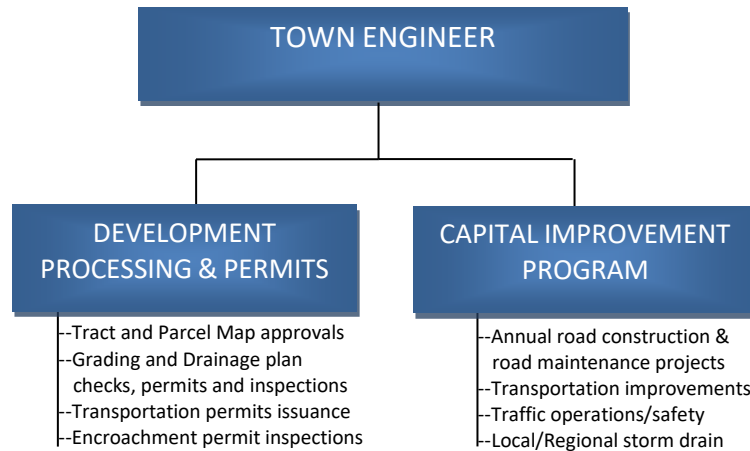 TOWN ENGINEER
DEVELOPMENT
PROCESSING & PERMITS
--Tract and Parcel Map approvals
--Grading and Drainage plan
checks, permits and inspections
--Transportation permits issuance
--Encroachment permit inspections
CAPITAL IMPROVEMENT
PROGRAM
--Annual road construction &
road maintenance projects
--Transportation improvements
--Traffic operations/safety
--Local/Regional storm drain